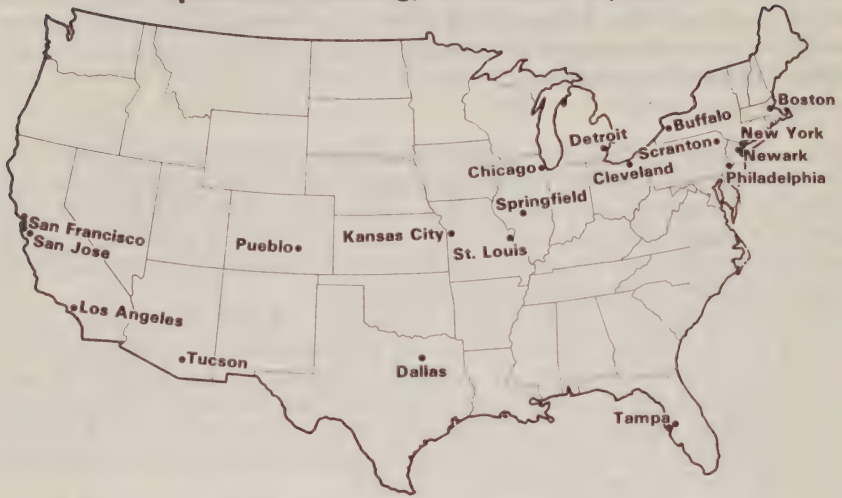 Boston
Buffalo
New York
Detroit
Scranton
Newark
Chicago
Cleveland
Philadelphia
Springfield
San Francisco
San Jose
Pueblo
Kansas City
St. Louis
Los Angeles
Tucson
Dallas
Tampa